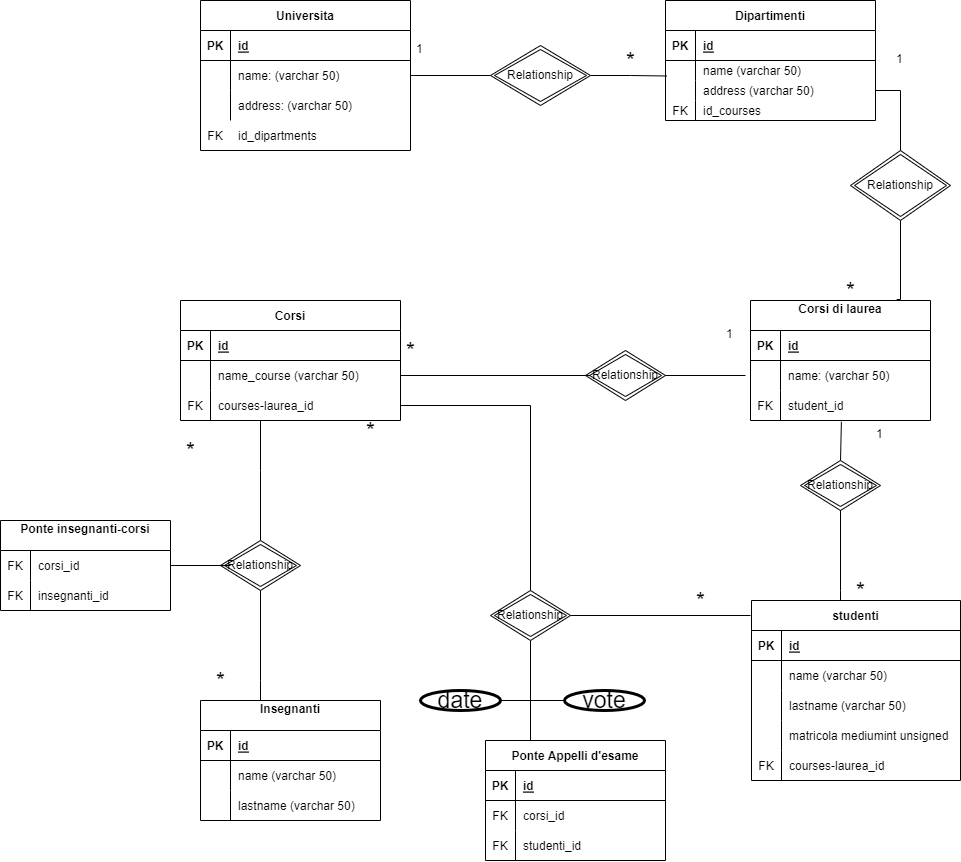 Universita
PK id
name: (varchar 50)
address: (varchar 50)
FK id_dipartments
1
Relationship
*
Dipartimenti
PK id
name (varchar 50)
address (varchar 50)
FK id_courses
1
Relationship
*
Corsi
PK id
name_course (varchar 50)
FK courses-laurea_id
*
*
*
Relationship
1
Corsi di laurea
PK id
name: (varchar 50)
FK student_id
1
Relationship
*
Ponte insegnanti-corsi
FK corsi_id
FK insegnanti_id
Relationship
*
Insegnanti
PK id
name (varchar 50)
lastname (varchar 50)
Relationship
*
date
vote
Ponte Appelli d'esame
PK id
FK corsi_id
FK studenti_id
studenti
PK id
name (varchar 50)
lastname (varchar 50)
matricola mediumint unsigned
FK courses-laurea_id